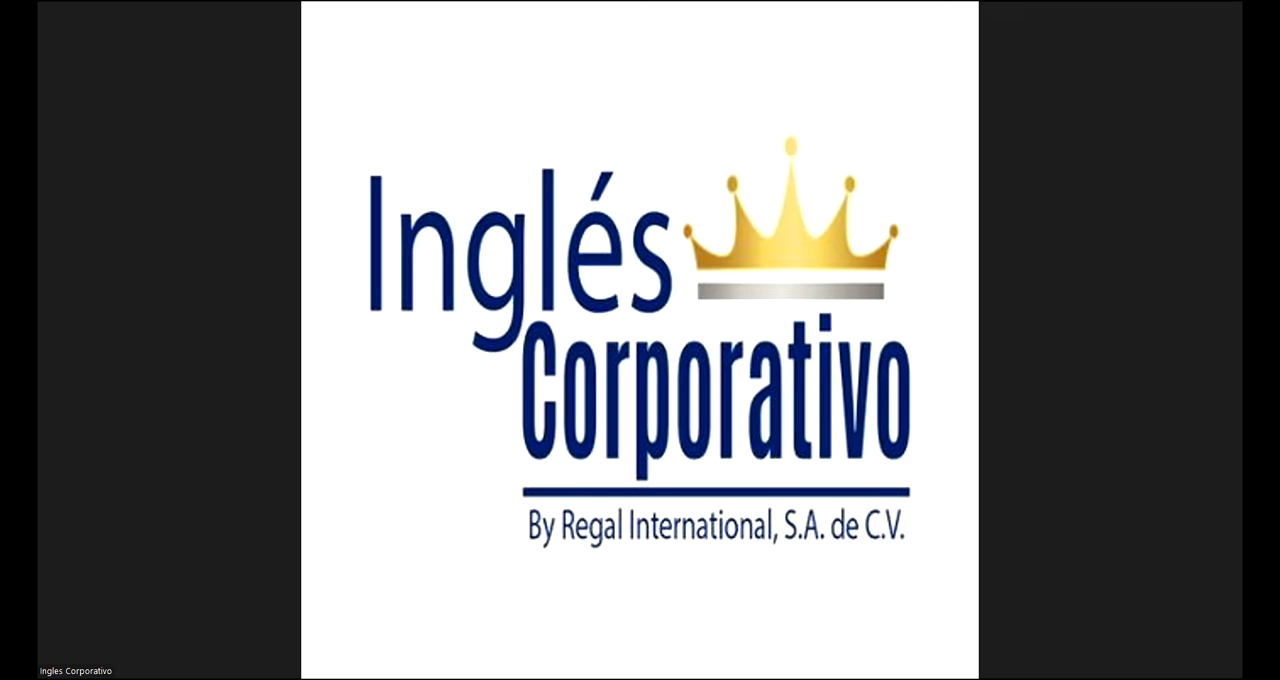 Inglés
Corporativo
By Regal International, S.A. de C.V.
Ingles Corporativo